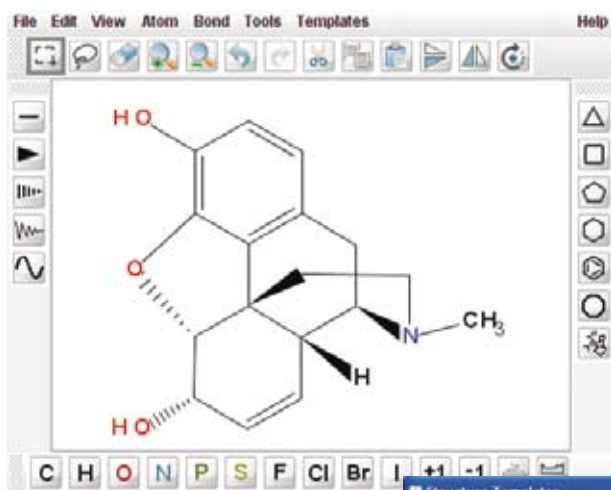 File Edit View Atom Bond Tools Templates Help
HO
O
N
CH3
H
HO
C H O N P S F Cl Br I +1 -1